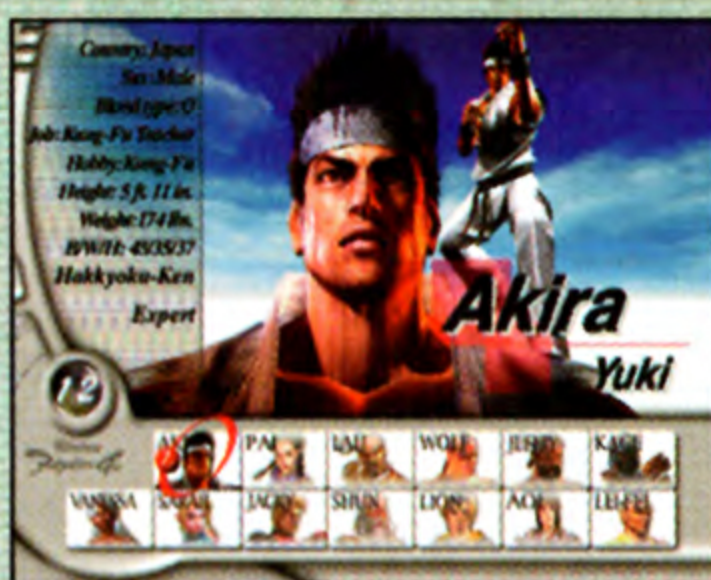 Country: Japan
Sex: Male
Blood type: O
Job: Kung-Fu Teacher
Hobby: Kung-Fu
Height: 5 ft. 11 in.
Weight: 174 lbs.
B/W/H: 45/35/37
Hakkyoku-Ken
Expert
Akira
Yuki
12
PAI
LAU
WOLF
JEFFRY
KAGE
VANESSA
SARAH
JACKY
SHUN
LION
AOI
LEI-FEI